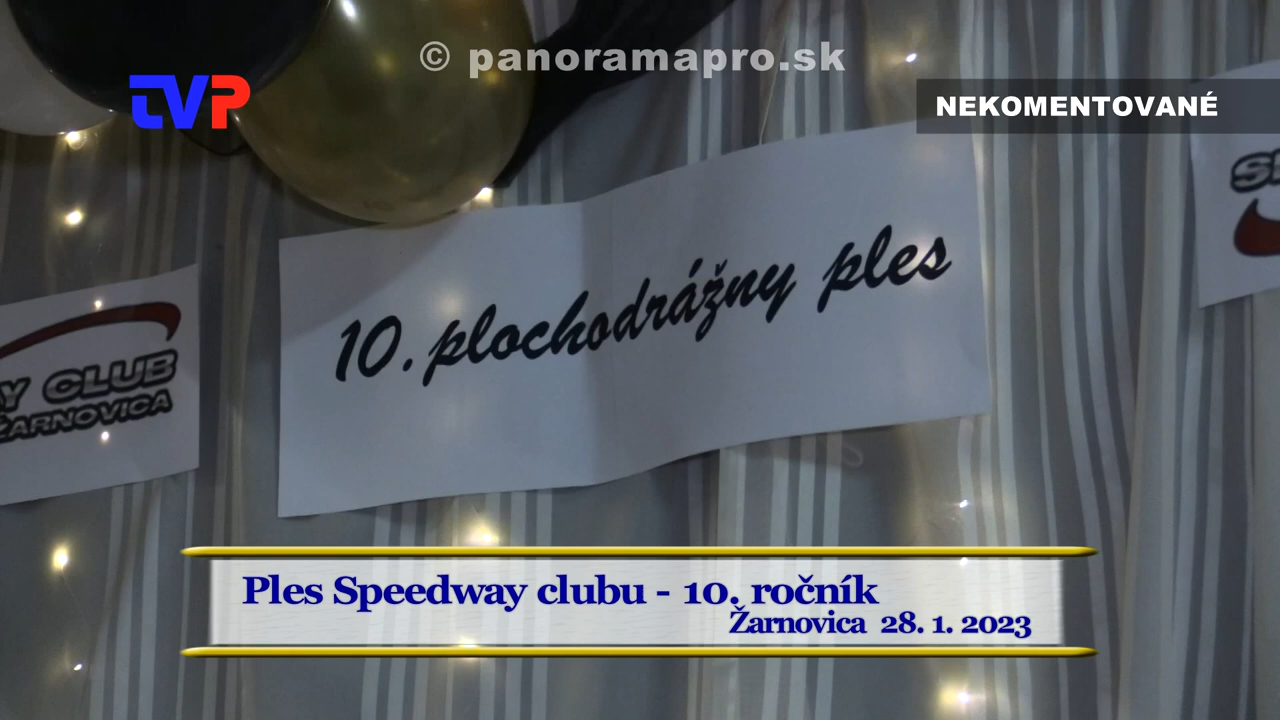 © panoramapro.sk
TVP
NEKOMENTOVANÉ
10. plochodrážny ples
CLUB
ŽARNOVICA
Ples Speedway clubu - 10. ročník
Žarnovica 28. 1. 2023